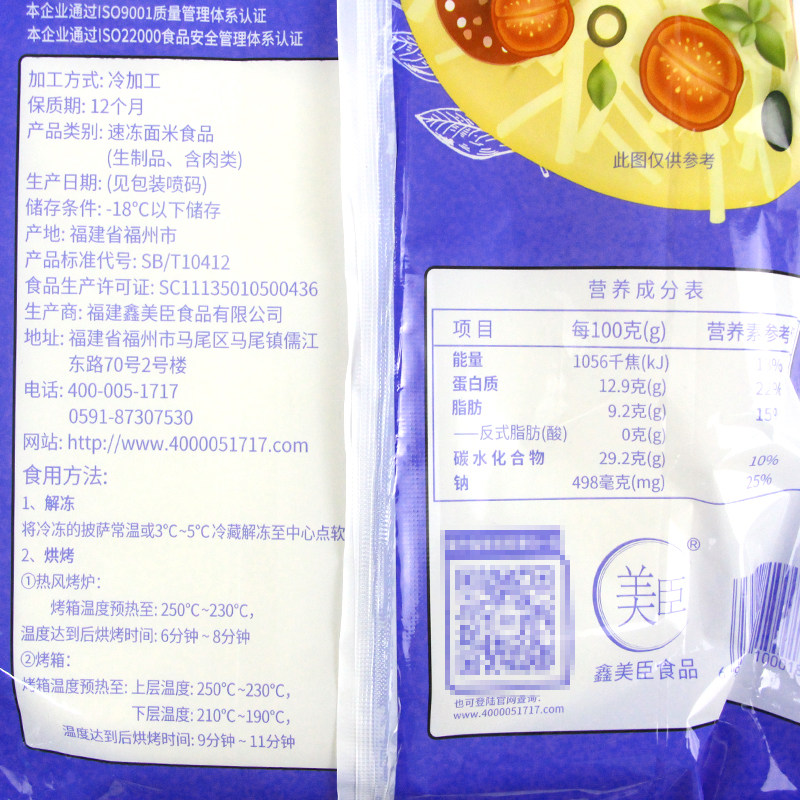 本企业通过ISO9001质量管理体系认证
本企业通过ISO22000食品安全管理体系认证
加工方式: 冷加工
保质期: 12个月
产品类别: 速冻面米食品
(生制品、含肉类)
生产日期: (见包装喷码)
储存条件: -18°C以下储存
产地: 福建省福州市
产品标准代号: SB/T10412
食品生产许可证: SC11135010500436
生产商: 福建鑫美臣食品有限公司
地址: 福建省福州市马尾区马尾镇儒江
东路70号2号楼
电话: 400-005-1717
0591-87307530
网站: http://www.4000051717.com
食用方法:
1、解冻
将冷冻的披萨常温或3°C~5°C冷藏解冻至中心点软
2、烘烤
①热风烤炉:
烤箱温度预热至: 250°C~230°C,
温度达到后烘烤时间: 6分钟~8分钟
②烤箱:
烤箱温度预热至: 上层温度: 250°C~230°C,
下层温度: 210°C~190°C,
温度达到后烘烤时间: 9分钟~11分钟
此图仅供参考
营养成分表
项目 每100克(g) 营养素参考
能量 1056千焦(kJ)
蛋白质 12.9克(g)
脂肪 9.2克(g) 15
——反式脂肪(酸) 0克(g)
碳水化合物 29.2克(g) 10%
钠 498毫克(mg) 25%
美臣®
鑫美臣食品
也可登陆官网查询:
www.4000051717.com